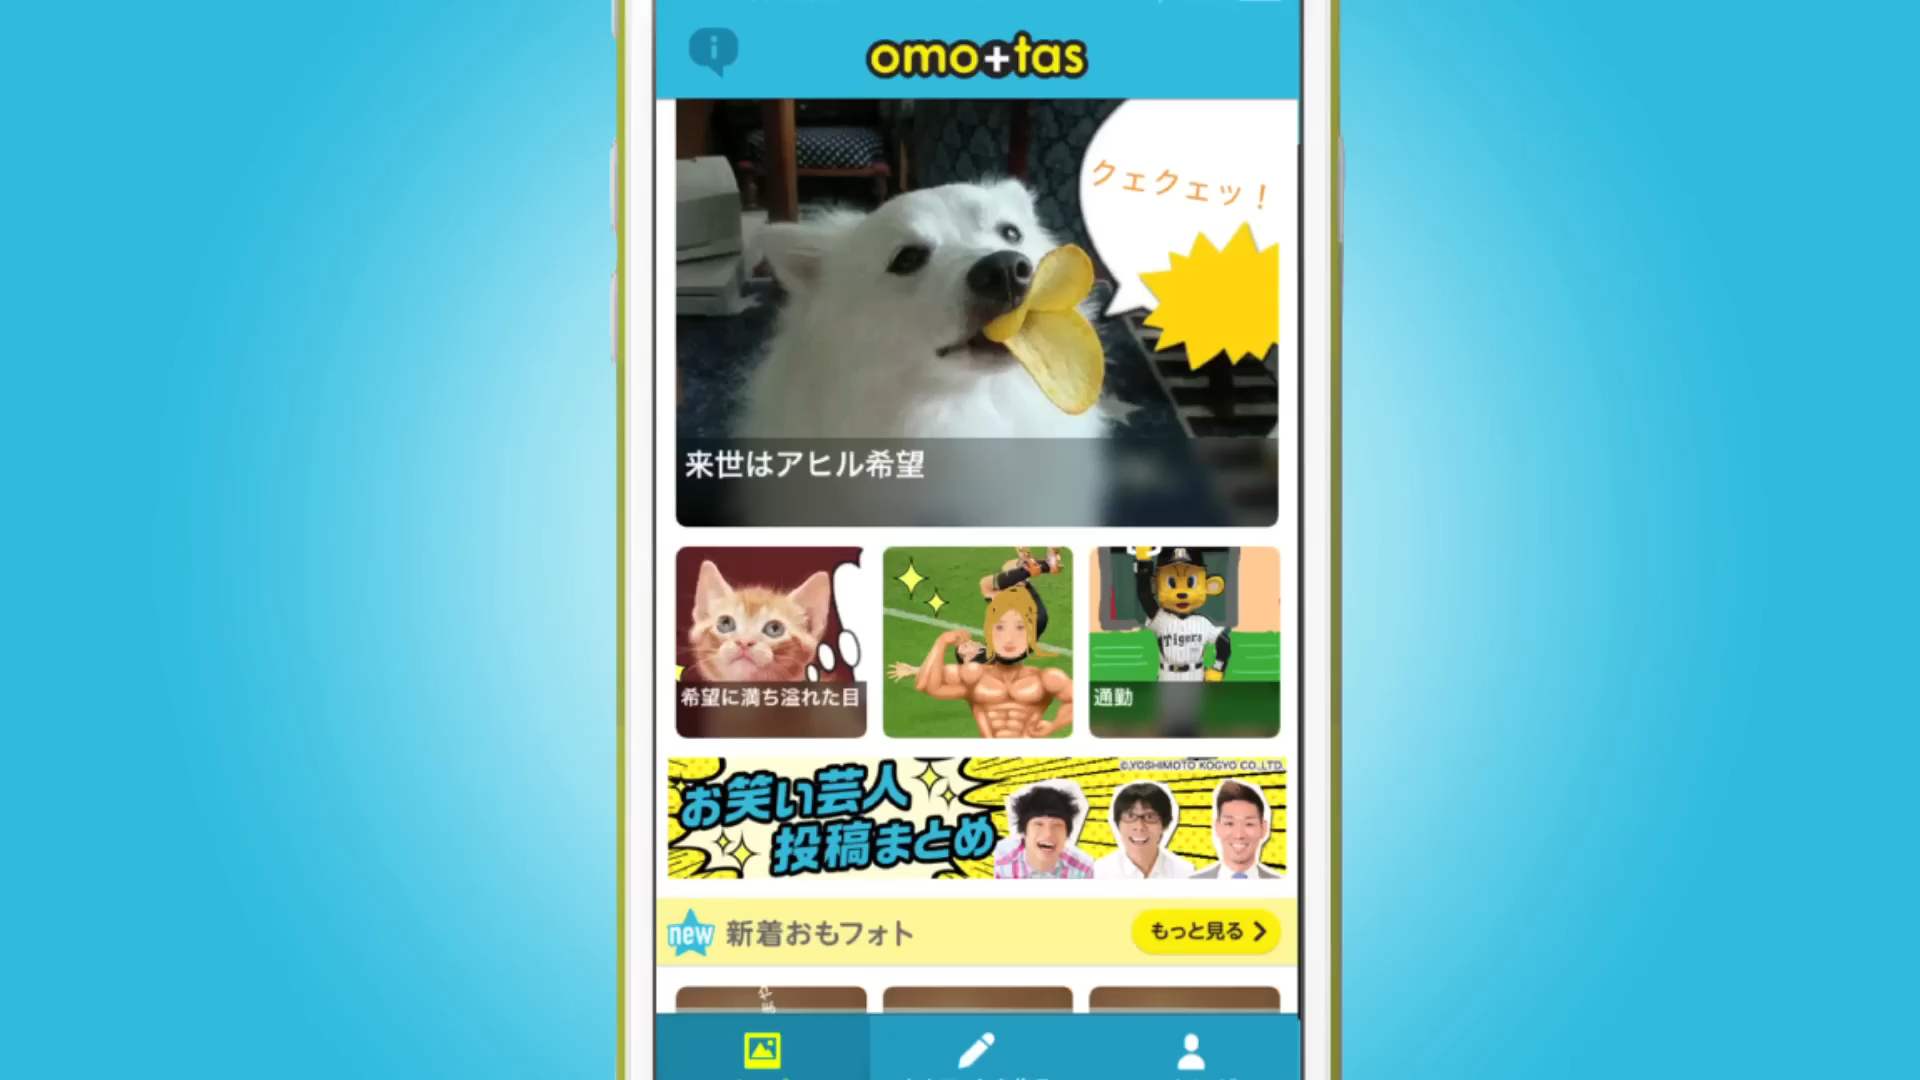 omo+tas
クェクェッ！
来世はアヒル希望
希望に満ち溢れた目
Tigers
通勤
©YOSHIMOTO KOGYO CO.,LTD.
お笑い芸人
投稿まとめ
new 新着おもフォト
もっと見る